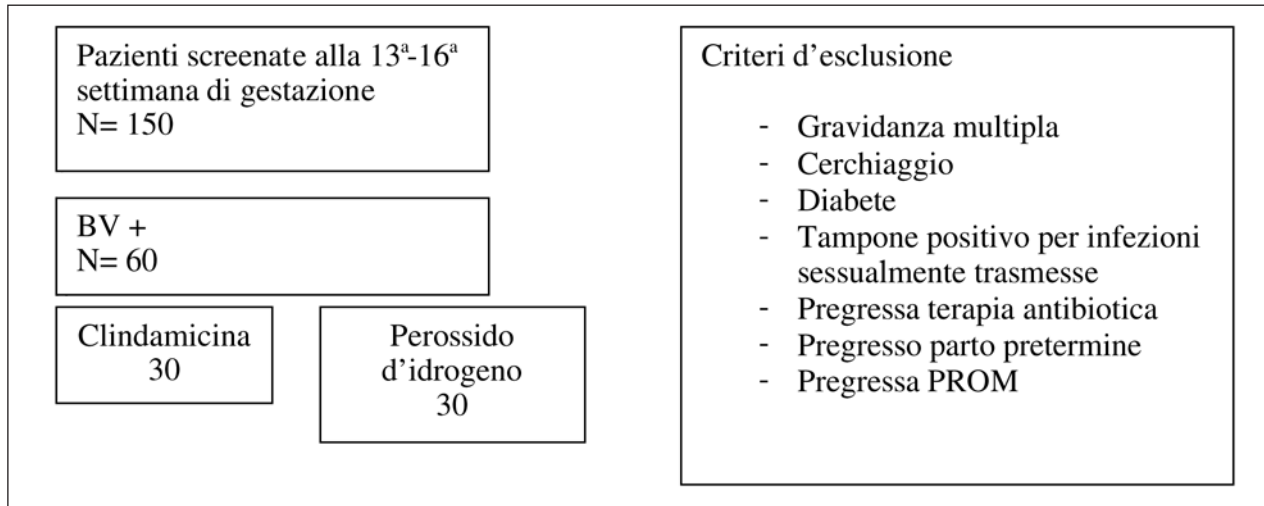 Pazienti screenate alla 13ª-16ª
settimana di gestazione
N= 150
BV +
N= 60
Clindamicina
30
Perossido
d’idrogeno
30
Criteri d’esclusione
- Gravidanza multipla
- Cerchiaggio
- Diabete
- Tampone positivo per infezioni
sessualmente trasmesse
- Pregressa terapia antibiotica
- Pregresso parto pretermine
- Pregressa PROM